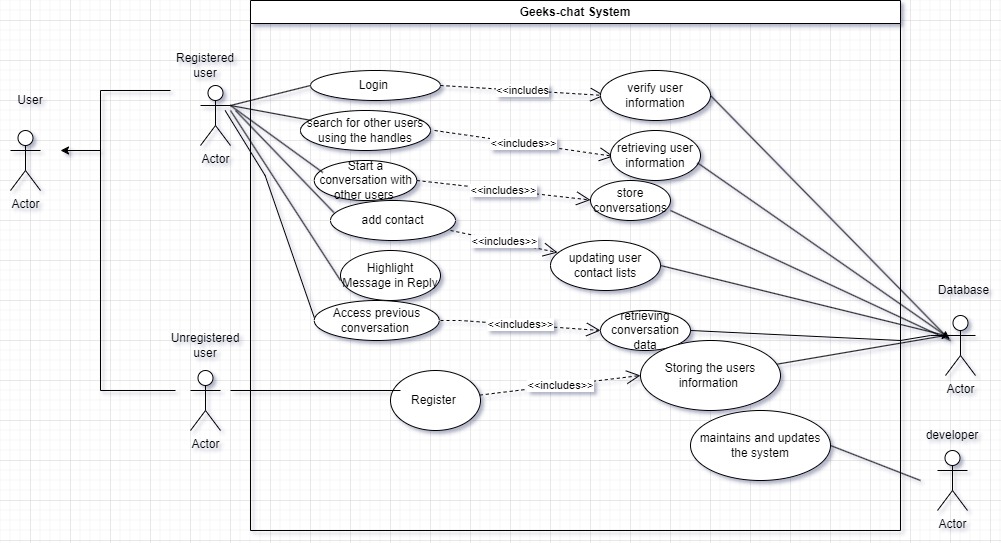 Geeks-chat System
Registered
user
Actor
User
Actor
Login
<<includes
verify user
information
search for other users
using the handles
<<includes>>
retrieving user
information
Start a
conversation with
other users
<<includes>>
store
conversations
add contact
<<includes>>
updating user
contact lists
Highlight
Message in Reply
Access previous
conversation
<<includes>>
retrieving
conversation
data
Database
Actor
Unregistered
user
Actor
Register
<<includes>>
Storing the users
information
maintains and updates
the system
developer
Actor